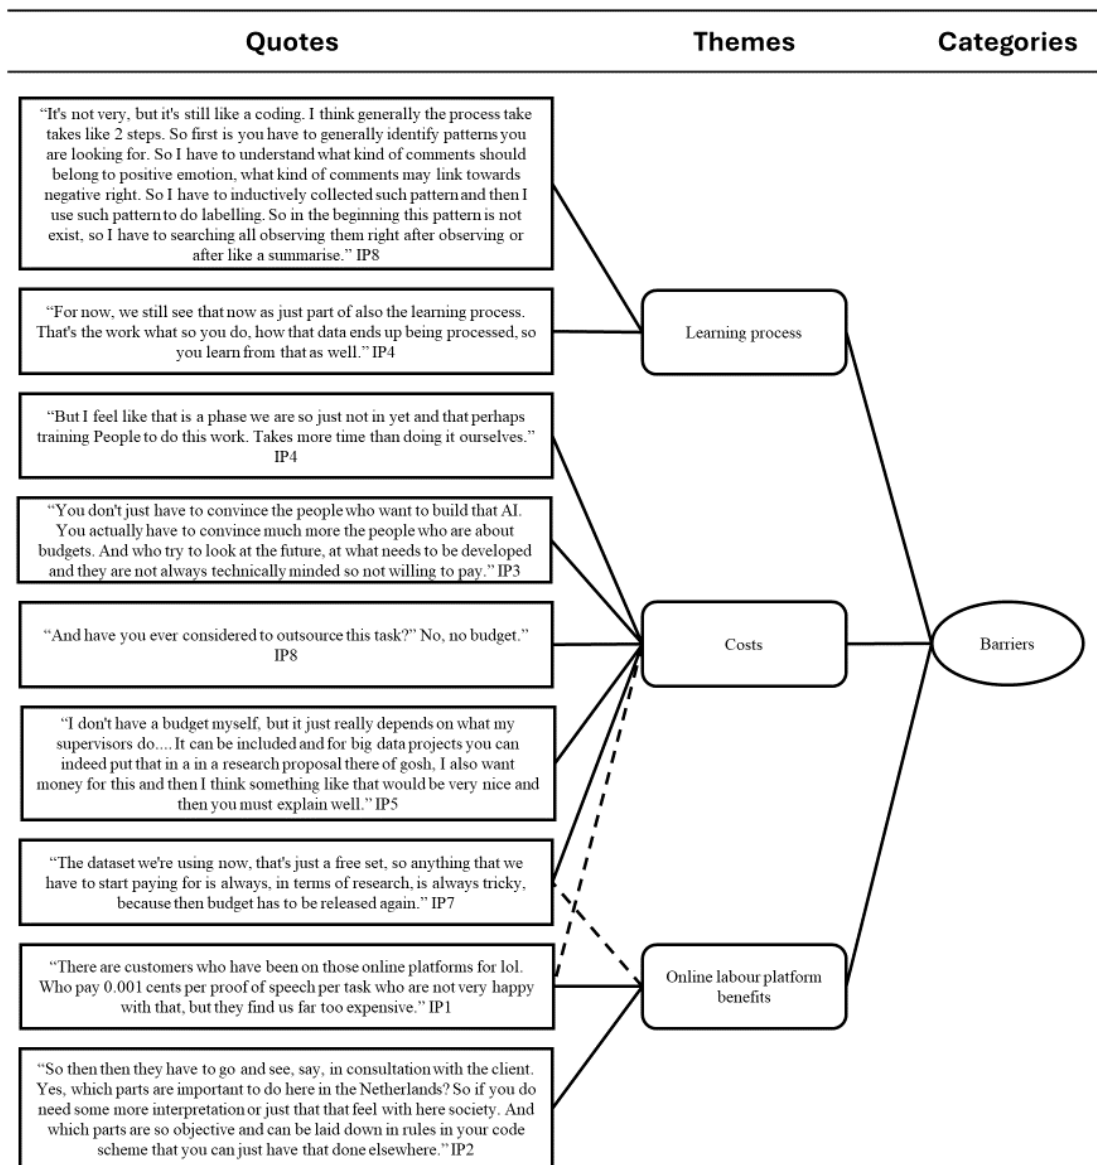 Quotes
Themes
Categories
“It's not very, but it's still like a coding. I think generally the process take
takes like 2 steps. So first is you have to generally identify patterns you
are looking for. So I have to understand what kind of comments should
belong to positive emotion, what kind of comments may link towards
negative right. So I have to inductively collected such pattern and then I
use such pattern to do labelling. So in the beginning this pattern is not
exist, so I have to searching all observing them right after observing or
after like a summarise.” IP8
“For now, we still see that now as just part of also the learning process.
That's the work what so you do, how that data ends up being processed, so
you learn from that as well.” IP4
Learning process
“But I feel like that is a phase we are so just not in yet and that perhaps
training People to do this work. Takes more time than doing it ourselves.”
IP4
“You don't just have to convince the people who want to build that AI.
You actually have to convince much more the people who are about
budgets. And who try to look at the future, at what needs to be developed
and they are not always technically minded so not willing to pay.” IP3
“And have you ever considered to outsource this task?” No, no budget.”
IP8
Costs
Barriers
“I don't have a budget myself, but it just really depends on what my
supervisors do.... It can be included and for big data projects you can
indeed put that in a in a research proposal there of gosh, I also want
money for this and then I think something like that would be very nice and
then you must explain well.” IP5
“The dataset we're using now, that's just a free set, so anything that we
have to start paying for is always, in terms of research, is always tricky,
because then budget has to be released again.” IP7
“There are customers who have been on those online platforms for lol.
Who pay 0.001 cents per proof of speech per task who are not very happy
with that, but they find us far too expensive.” IP1
Online labour platform
benefits
“So then then they have to go and see, say, in consultation with the client.
Yes, which parts are important to do here in the Netherlands? So if you do
need some more interpretation or just that that feel with here society. And
which parts are so objective and can be laid down in rules in your code
scheme that you can just have that done elsewhere.” IP2